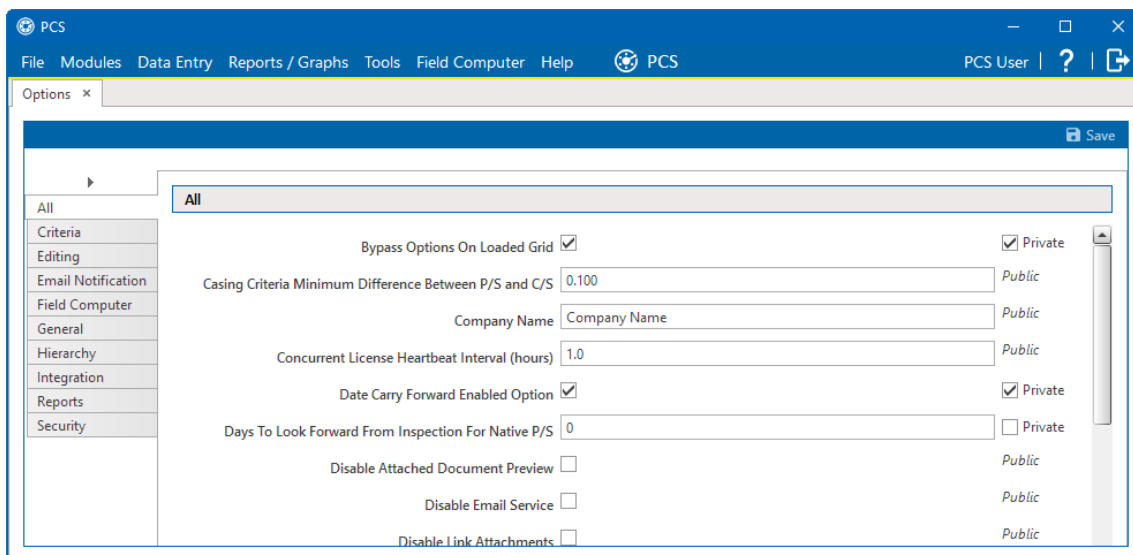 PCS
File Modules Data Entry Reports / Graphs Tools Field Computer Help PCS PCS User ?
Options ×
Save
All
Criteria
Editing
Email Notification
Field Computer
General
Hierarchy
Integration
Reports
Security
All
Bypass Options On Loaded Grid Private
Casing Criteria Minimum Difference Between P/S and C/S 0.100 Public
Company Name Company Name Public
Concurrent License Heartbeat Interval (hours) 1.0 Public
Date Carry Forward Enabled Option Private
Days To Look Forward From Inspection For Native P/S 0 Private
Disable Attached Document Preview Public
Disable Email Service Public
Disable Link Attachments Public